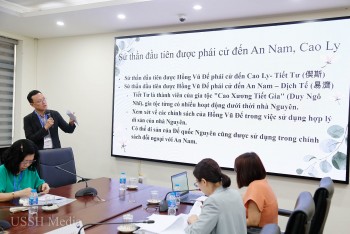 Sứ thần đầu tiên được phái cử đến An Nam, Cao Ly
Sứ thần đầu tiên được Hồng Vũ Đế phái cử đến Cao Ly- Tiết Tư (偰斯)
Sứ thần đầu tiên được Hồng Vũ Đế phái cử đến An Nam – Dịch Tế (易濟)
- Tiết Tư là thành viên của gia tộc "Cao Xương Tiết Gia" (Duy Ngô
Nhĩ), gia tộc từng có nhiều hoạt động dưới thời nhà Nguyên.
- Xem xét về các chính sách của Hồng Vũ Đế trong việc sử dụng hợp lý
di sản của nhà Nguyên.
- Có thể di sản của Đế quốc Nguyên cũng được sử dụng trong chính
sách đối ngoại với An Nam.
USSH Media